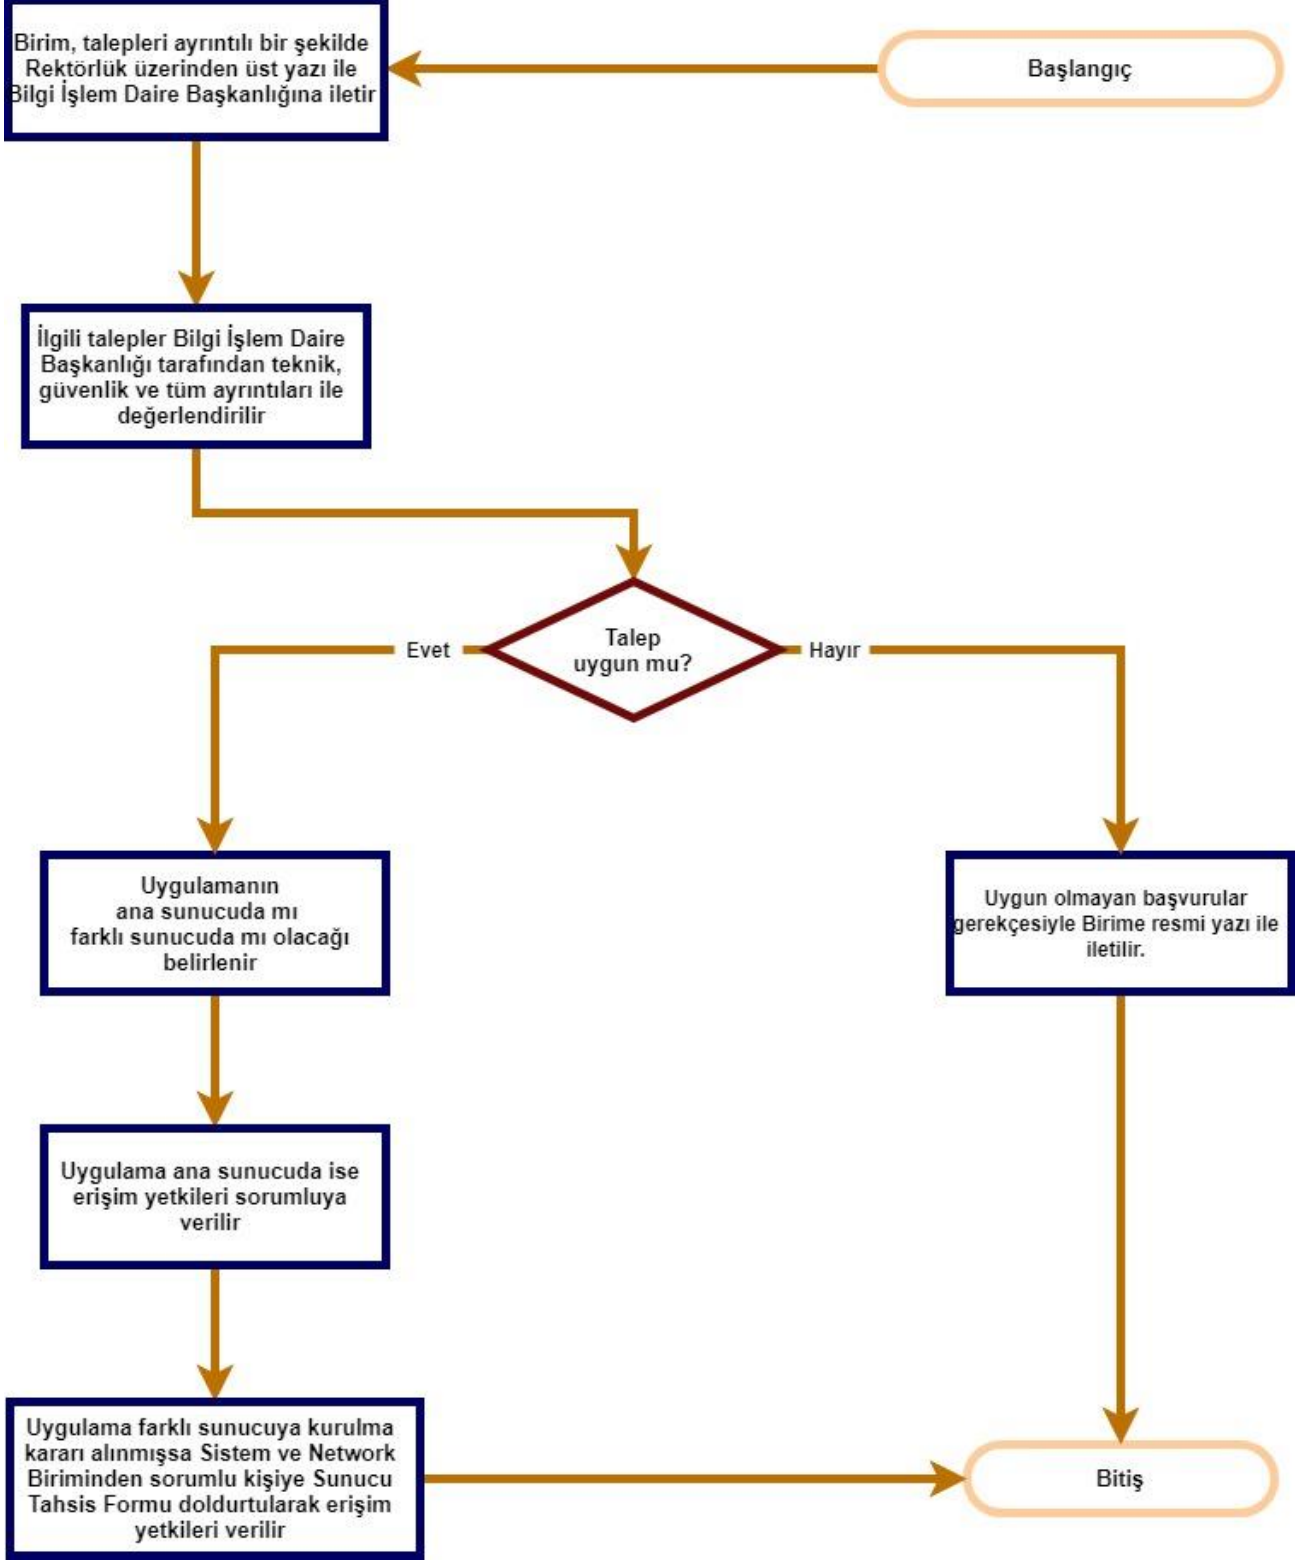 Başlangıç
Birim, talepleri ayrıntılı bir şekilde
Rektörlük üzerinden üst yazı ile
Bilgi İşlem Daire Başkanlığına iletir
İlgili talepler Bilgi İşlem Daire
Başkanlığı tarafından teknik,
güvenlik ve tüm ayrıntıları ile
değerlendirilir
Talep
uygun mu?
Evet
Hayır
Uygulamanın
ana sunucuda mı
farklı sunucuda mı olacağı
belirlenir
Uygun olmayan başvurular
gerekçesiyle Birime resmi yazı ile
iletilir.
Uygulama ana sunucuda ise
erişim yetkileri sorumluya
verilir
Uygulama farklı sunucuya kurulma
kararı alınmışsa Sistem ve Network
Biriminden sorumlu kişiye Sunucu
Tahsis Formu doldurtularak erişim
yetkileri verilir
Bitiş